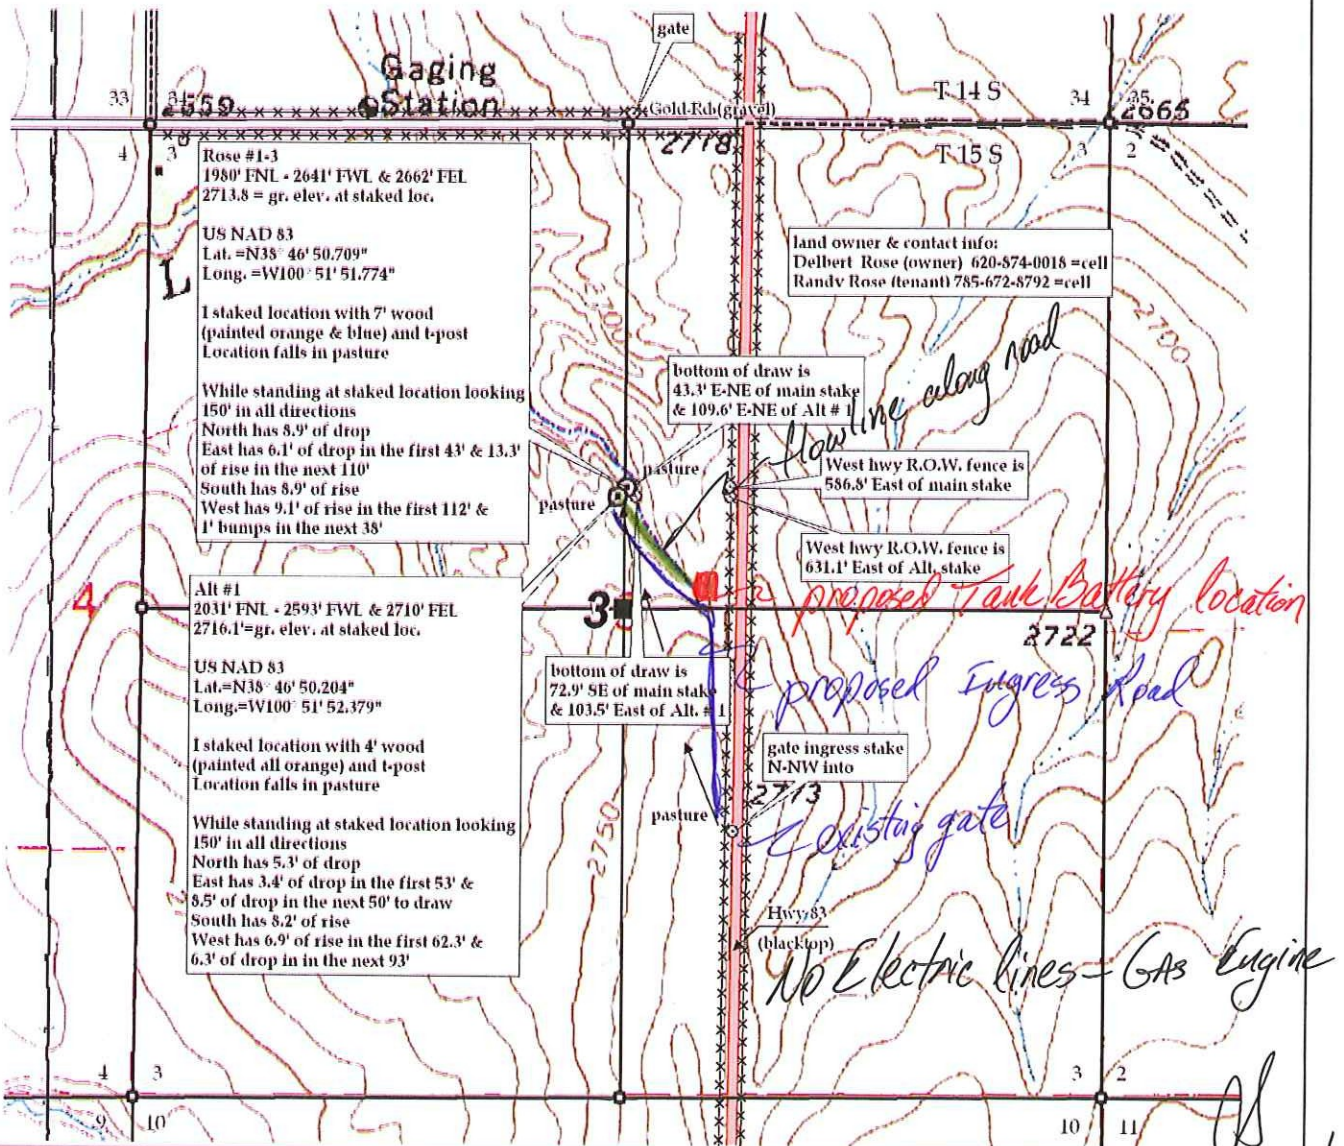 gate
Gaging
Station
33 34
2659
Gold Rd (gravel)
T 14 S
34 35
2665
4 3
2778
T 15 S
3 2
Rose #1-3
1980' FNL - 2641' FWL & 2662' FEL
2713.8 = gr. elev. at staked loc.
US NAD 83
Lat. =N38° 46' 50.709"
Long. =W100° 51' 51.774"
I staked location with 7' wood
(painted orange & blue) and t-post
Location falls in pasture
While standing at staked location looking
150' in all directions
North has 8.9' of drop
East has 6.1' of drop in the first 43' & 13.3'
of rise in the next 110'
South has 8.9' of rise
West has 9.1' of rise in the first 112' &
1' bumps in the next 38'
L
land owner & contact info:
Delbert Rose (owner) 620-874-0018 =cell
Randy Rose (tenant) 785-672-8792 =cell
2700
2700
bottom of draw is
43.3' E-NE of main stake
& 109.6' E-NE of Alt # 1
flowline along road
pasture
pasture
West hwy R.O.W. fence is
586.8' East of main stake
West hwy R.O.W. fence is
631.1' East of Alt. stake
proposed Tank Battery location
4
3
2722
Alt #1
2031' FNL - 2593' FWL & 2710' FEL
2716.1'=gr. elev. at staked loc.
US NAD 83
Lat.=N38° 46' 50.204"
Long.=W100° 51' 52.379"
I staked location with 4' wood
(painted all orange) and t-post
Location falls in pasture
While standing at staked location looking
150' in all directions
North has 5.3' of drop
East has 3.4' of drop in the first 53' &
8.5' of drop in the next 50' to draw
South has 8.2' of rise
West has 6.9' of rise in the first 62.3' &
6.3' of drop in in the next 93'
bottom of draw is
72.9' SE of main stake
& 103.5' East of Alt. # 1
proposed Ingress Road
gate ingress stake
N-NW into
2773
pasture
existing gate
2750
Hwy 83
(blacktop)
No Electric lines - GAs Engine
4 3
9 10
3 2
10 11